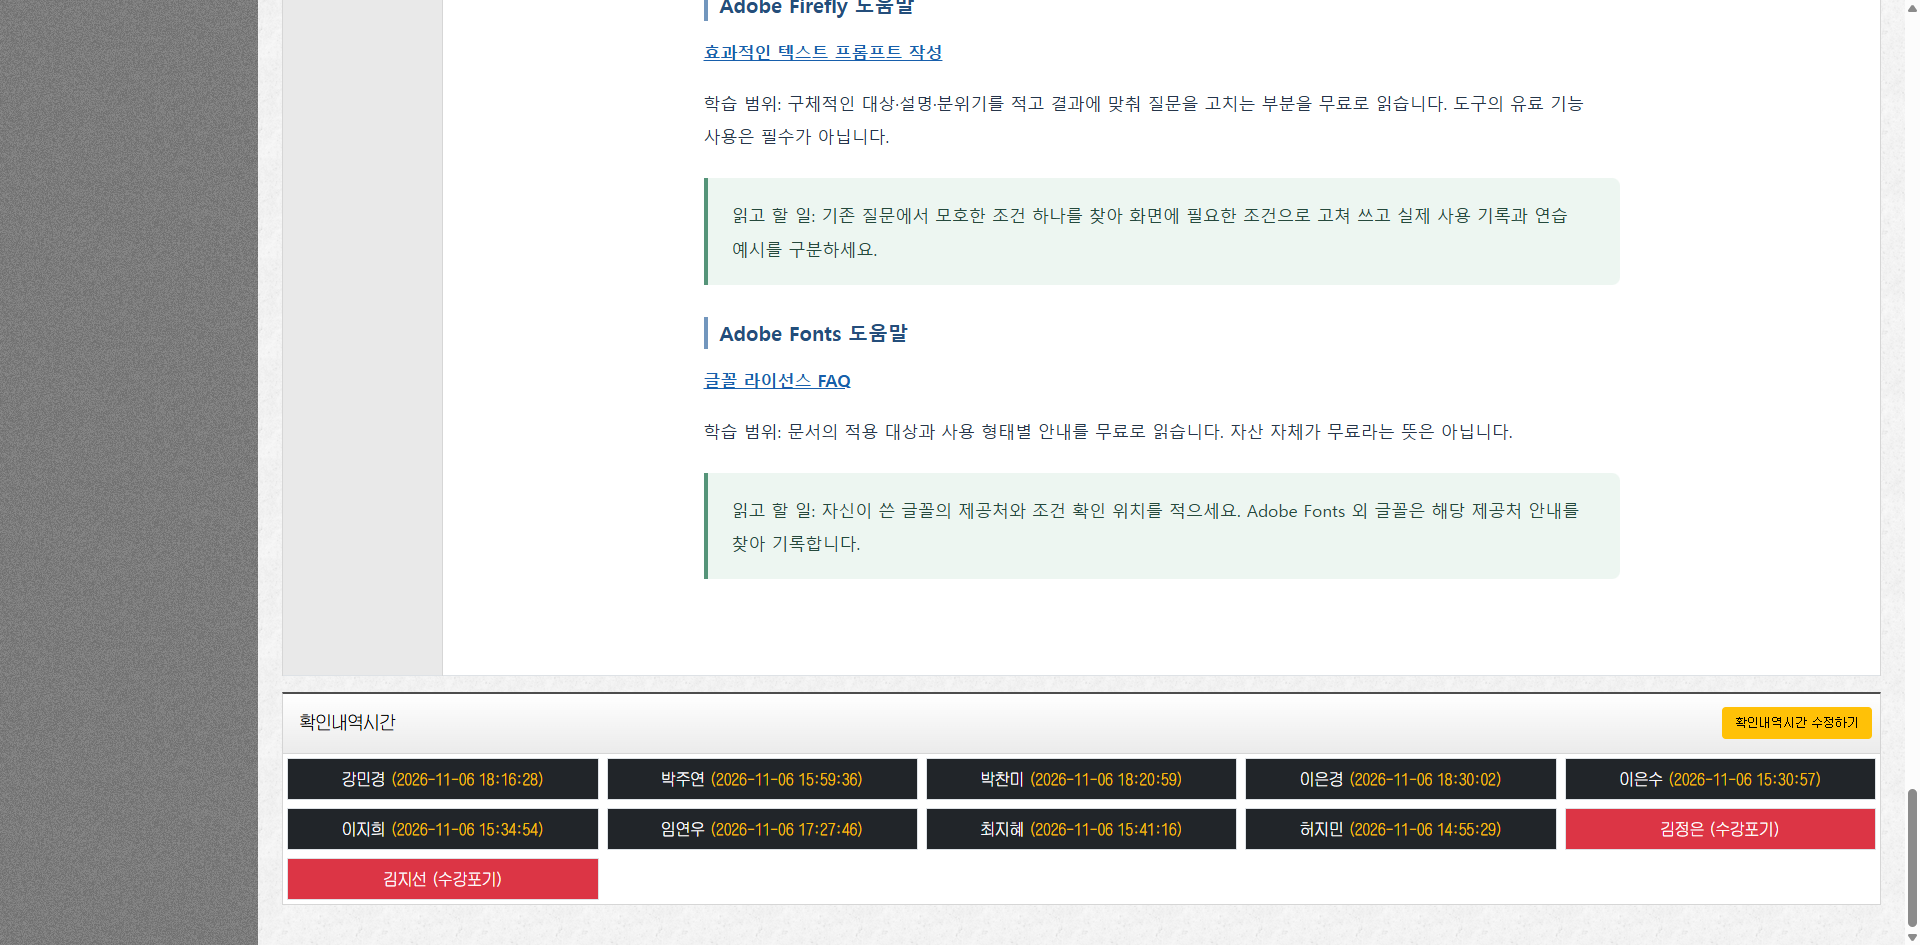 Adobe Firefly 도움말
효과적인 텍스트 프롬프트 작성
학습 범위: 구체적인 대상·설명·분위기를 적고 결과에 맞춰 질문을 고치는 부분을 무료로 읽습니다. 도구의 유료 기능
사용은 필수가 아닙니다.
읽고 할 일: 기존 질문에서 모호한 조건 하나를 찾아 화면에 필요한 조건으로 고쳐 쓰고 실제 사용 기록과 연습
예시를 구분하세요.
Adobe Fonts 도움말
글꼴 라이선스 FAQ
학습 범위: 문서의 적용 대상과 사용 형태별 안내를 무료로 읽습니다. 자산 자체가 무료라는 뜻은 아닙니다.
읽고 할 일: 자신이 쓴 글꼴의 제공처와 조건 확인 위치를 적으세요. Adobe Fonts 외 글꼴은 해당 제공처 안내를
찾아 기록합니다.
확인내역시간
확인내역시간 수정하기
강민경 (2026-11-06 18:16:28)
박주연 (2026-11-06 15:59:36)
박찬미 (2026-11-06 18:20:59)
이은경 (2026-11-06 18:30:02)
이은수 (2026-11-06 15:30:57)
이지희 (2026-11-06 15:34:54)
임연우 (2026-11-06 17:27:46)
최지혜 (2026-11-06 15:41:16)
허지민 (2026-11-06 14:55:29)
김정은 (수강포기)
김지선 (수강포기)